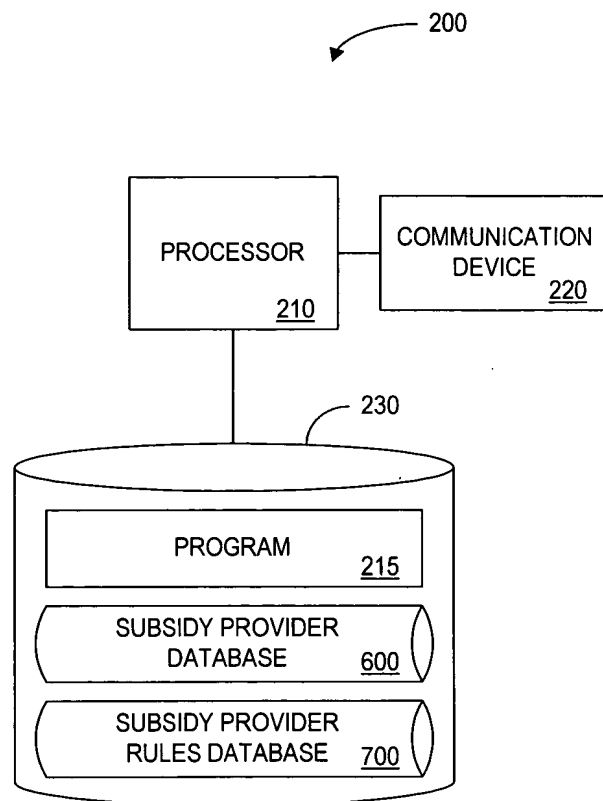 200
PROCESSOR
210
COMMUNICATION
DEVICE
220
230
PROGRAM
215
SUBSIDY PROVIDER
DATABASE
600
SUBSIDY PROVIDER
RULES DATABASE
700